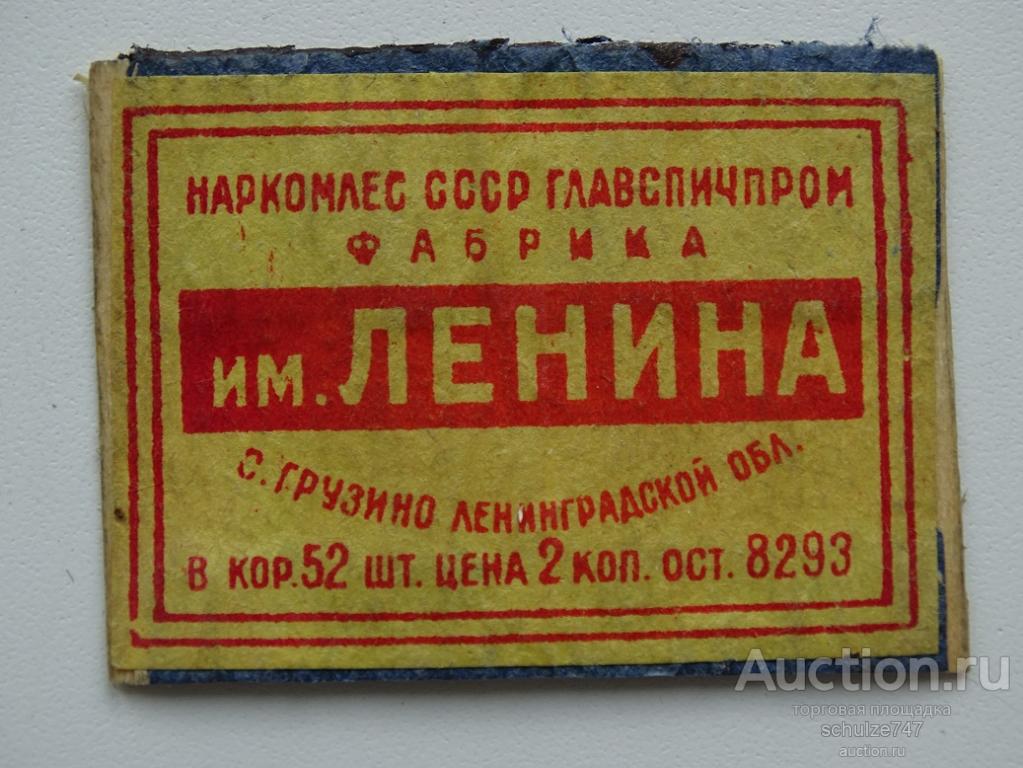 НАРКОМЛЕС СССР ГЛАВСПИЧПРОМ
ФАБРИКА
ИМ. ЛЕНИНА
С. ГРУЗИНО ЛЕНИНГРАДСКОЙ ОБЛ.
В КОР. 52 ШТ. ЦЕНА 2 КОП. ОСТ. 8293
Auction.ru
торговая площадка
schulze747
auction.ru